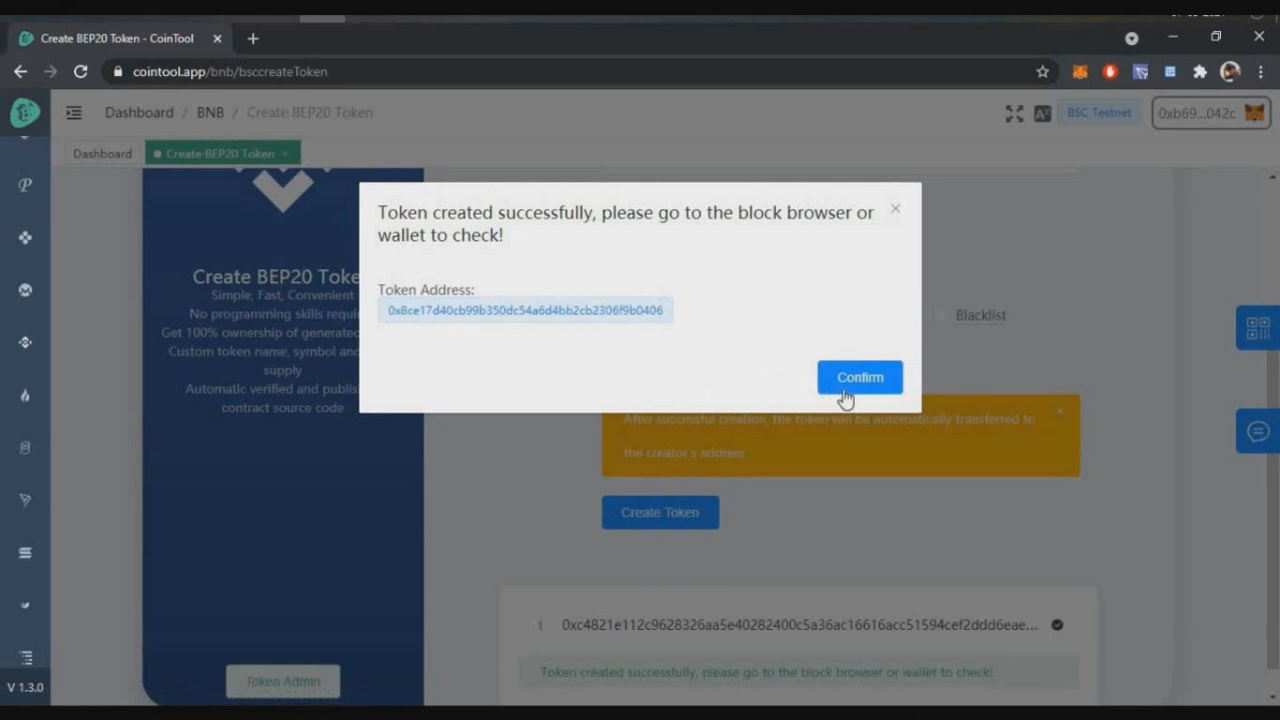 Create BEP20 Token - CoinTool
cointool.app/bnb/bsccreateToken
Dashboard / BNB / Create BEP20 Token
BSC Testnet
0xb69...042c
Dashboard
Create BEP20 Token
Token created successfully, please go to the block browser or
wallet to check!
Token Address:
0x8ce17d40cb99b350dc54a6d4bb2cb2306f9b0406
Confirm
Create BEP20 Toke
Simple, Fast, Convenient
No programming skills requi
Get 100% ownership of generated
Custom token name, symbol and
supply
Automatic verified and publis
contract source code
Blacklist
After successful creation, the token will be automatically transferred to
the creator's address
Create Token
1 0xc4821e112c9628326aa5e40282400c5a36ac16616acc51594cef2ddd6eae...
Token created successfully, please go to the block browser or wallet to check!
Token Admin
V 1.3.0